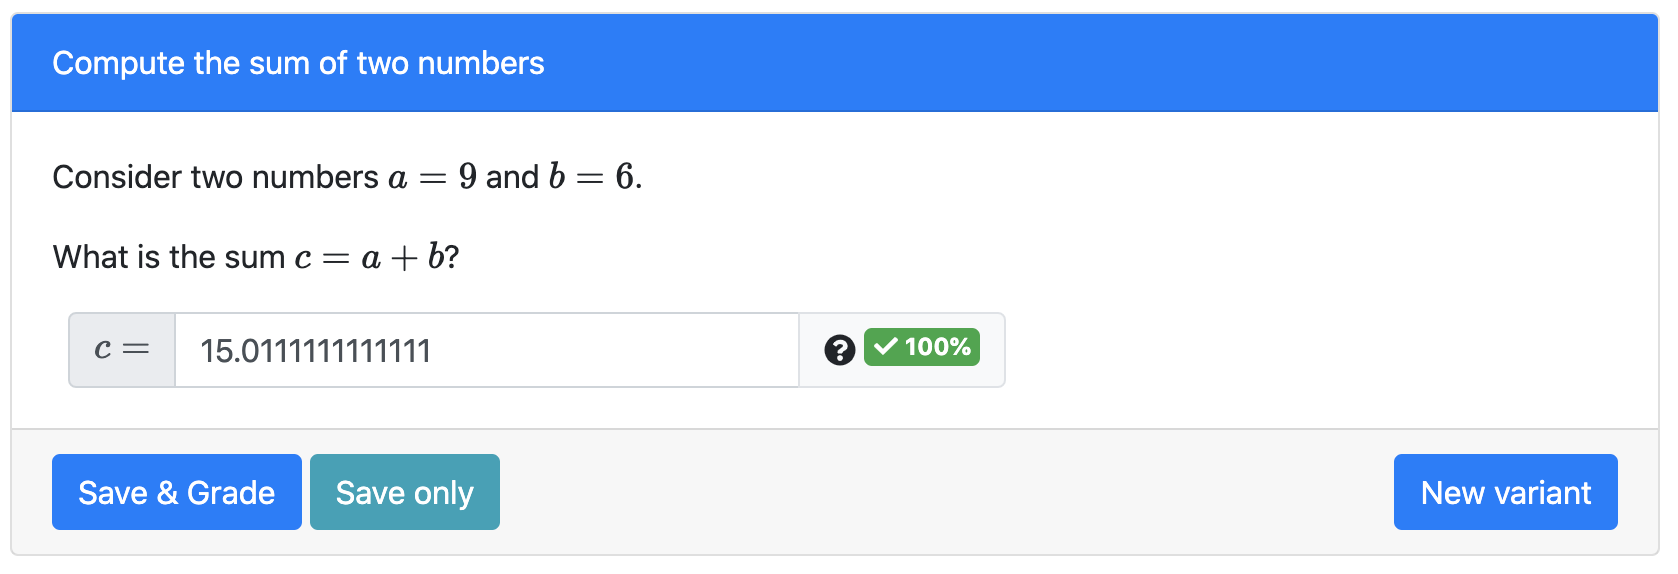 Compute the sum of two numbers
Consider two numbers a = 9 and b = 6.
What is the sum c = a + b?
c = 15.0111111111111 ? ✓ 100%
Save & Grade Save only New variant